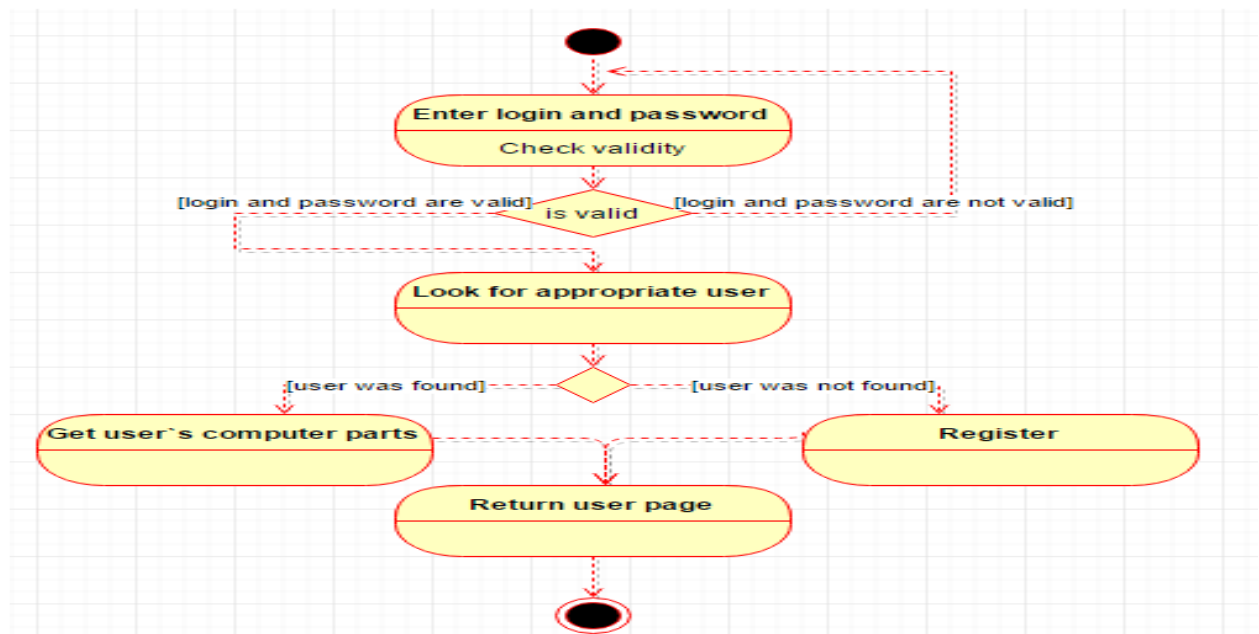 Enter login and password
Check validity
[login and password are valid]
is valid
[login and password are not valid]
Look for appropriate user
[user was found]
[user was not found]
Get user`s computer parts
Register
Return user page